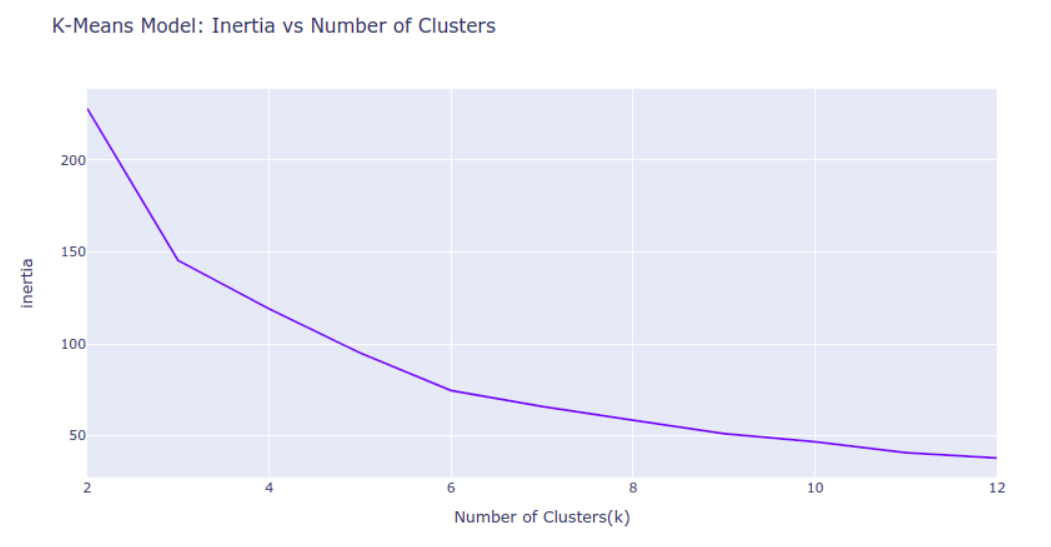 K-Means Model: Inertia vs Number of Clusters
200
150
100
50
inertia
2 4 6 8 10 12
Number of Clusters(k)